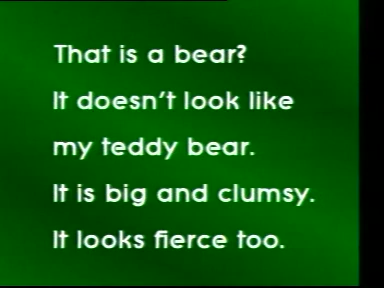 That is a bear?
It doesn't look like
my teddy bear.
It is big and clumsy.
It looks fierce too.